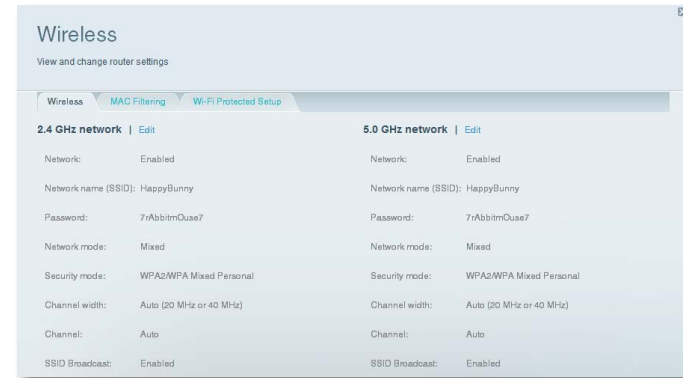 Wireless
View and change router settings
Wireless MAC Filtering Wi-Fi Protected Setup
2.4 GHz network | Edit
Network: Enabled
Network name (SSID): HappyBunny
Password: 7rAbbitmOuse7
Network mode: Mixed
Security mode: WPA2/WPA Mixed Personal
Channel width: Auto (20 MHz or 40 MHz)
Channel: Auto
SSID Broadcast: Enabled
5.0 GHz network | Edit
Network: Enabled
Network name (SSID): HappyBunny
Password: 7rAbbitmOuse7
Network mode: Mixed
Security mode: WPA2/WPA Mixed Personal
Channel width: Auto (20 MHz or 40 MHz)
Channel: Auto
SSID Broadcast: Enabled